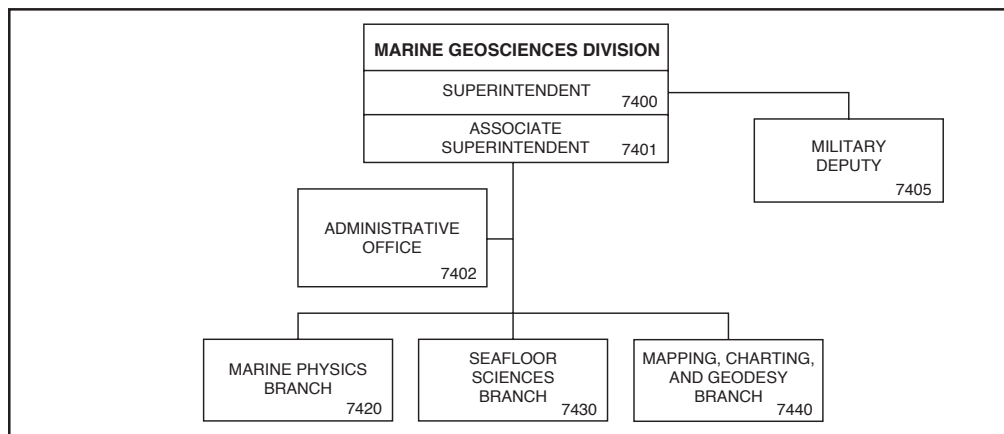 MARINE GEOSCIENCES DIVISION
SUPERINTENDENT
7400
ASSOCIATE
SUPERINTENDENT
7401
MILITARY
DEPUTY
7405
ADMINISTRATIVE
OFFICE
7402
MARINE PHYSICS
BRANCH
7420
SEAFLOOR
SCIENCES
BRANCH
7430
MAPPING, CHARTING,
AND GEODESY
BRANCH
7440